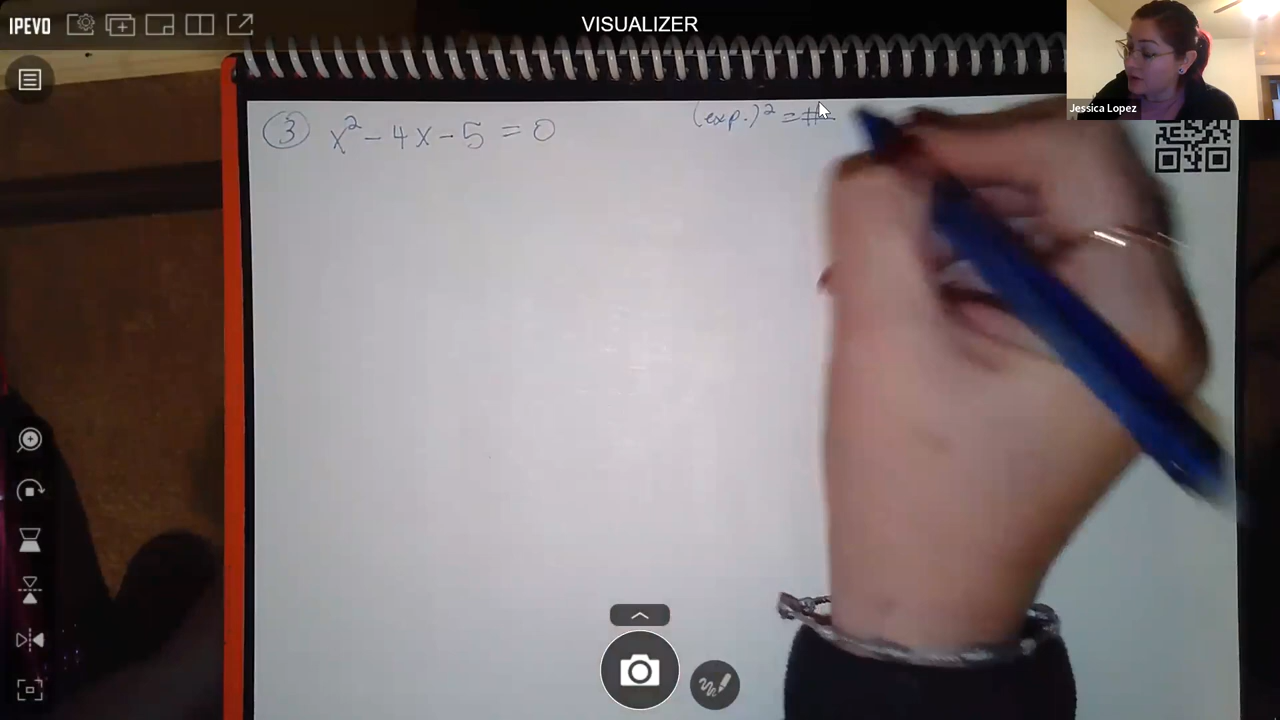 IPEVO
VISUALIZER
Jessica Lopez
③ x² - 4x - 5 = 0
(exp.)² = #